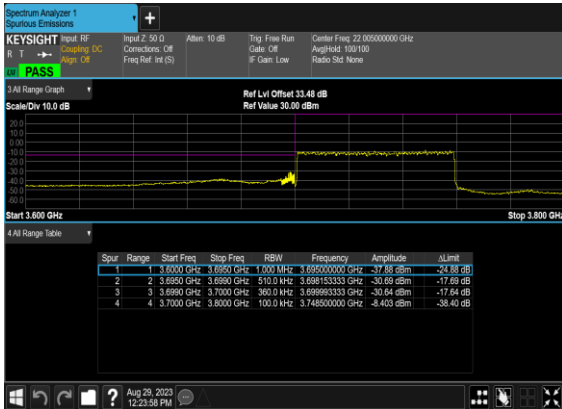 Spectrum Analyzer 1
Spurious Emissions
KEYSIGHT Input: RF
R T Coupling: DC
Align: Off
Input Z: 50 Ω
Corrections: Off
Freq Ref: Int (S)
Atten: 10 dB
Trig: Free Run
Gate: Off
IF Gain: Low
Center Freq: 22.005000000 GHz
Avg|Hold: 100/100
Radio Std: None
PASS
3 All Range Graph
Scale/Div 10.0 dB
Ref Lvl Offset 33.48 dB
Ref Value 30.00 dBm
20.0
10.0
0.00
-10.0
-20.0
-30.0
-40.0
-50.0
-60.0
Start 3.600 GHz Stop 3.800 GHz
4 All Range Table
Spur Range Start Freq Stop Freq RBW Frequency Amplitude ΔLimit
1 1 3.6000 GHz 3.6950 GHz 1.000 MHz 3.695000000 GHz -37.88 dBm -24.88 dB
2 2 3.6950 GHz 3.6990 GHz 510.0 kHz 3.698153333 GHz -30.69 dBm -17.69 dB
3 3 3.6990 GHz 3.7000 GHz 360.0 kHz 3.699993333 GHz -30.64 dBm -17.64 dB
4 4 3.7000 GHz 3.8000 GHz 100.0 kHz 3.748500000 GHz -8.403 dBm -38.40 dB
? Aug 29, 2023
12:23:58 PM